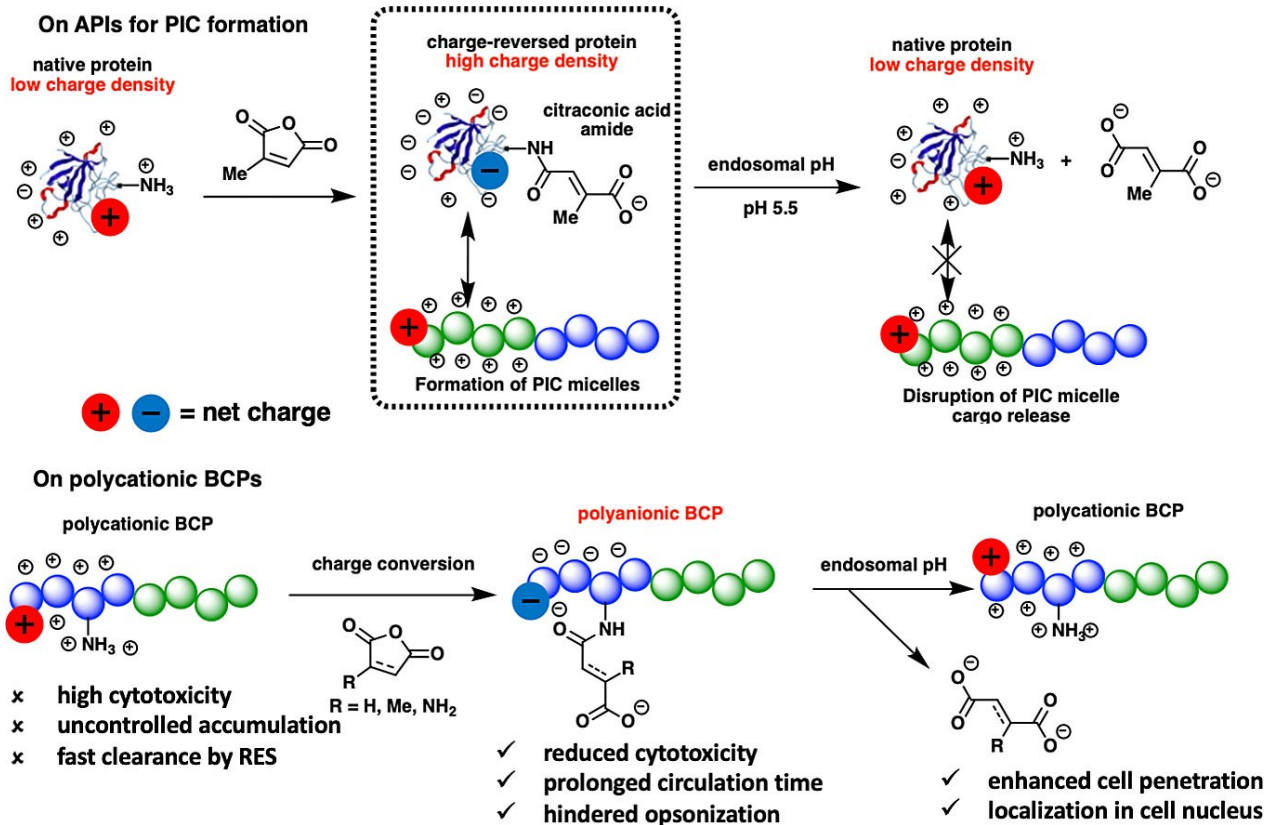 On APIs for PIC formation
native protein
low charge density
⊕ ⊕ ⊖ ⊖ ⊕ ⊖ ⊕ ⊕ ⊕
NH3
+
O O O
Me
charge-reversed protein
high charge density
citraconic acid
amide
NH
O
Me
O
O ⊖
−
Formation of PIC micelles
+
endosomal pH
pH 5.5
native protein
low charge density
NH3
+
+
O ⊖
O
Me
O
O ⊖
+
Disruption of PIC micelle
cargo release
+ − = net charge
On polycationic BCPs
polycationic BCP
+
⊕ NH3 ⊕
✗ high cytotoxicity
✗ uncontrolled accumulation
✗ fast clearance by RES
charge conversion
O O O
R
R = H, Me, NH2
polyanionic BCP
−
NH
O
R
O O ⊖
✓ reduced cytotoxicity
✓ prolonged circulation time
✓ hindered opsonization
endosomal pH
O ⊖
O
R
O
O ⊖
polycationic BCP
+
⊕ NH3 ⊕
✓ enhanced cell penetration
✓ localization in cell nucleus